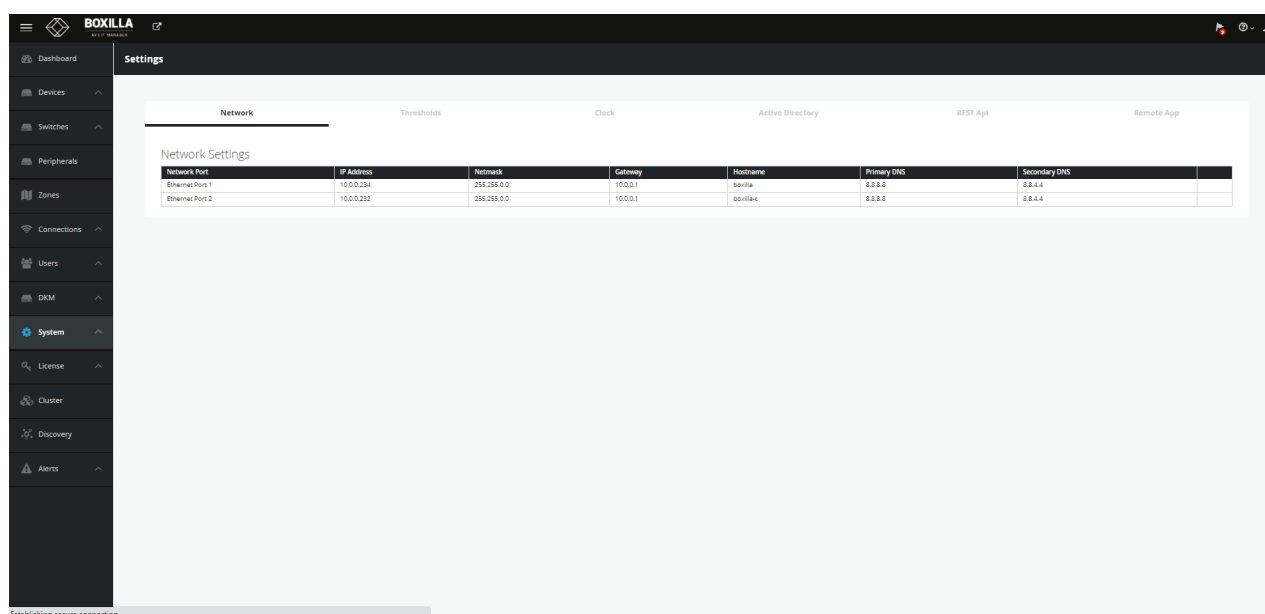 BOXILLA
Dashboard
Settings
Devices
Switches
Peripherals
Zones
Connections
Users
DKM
System
License
Cluster
Discovery
Alerts
Network Thresholds Clock Active Directory REST Api Remote App
Network Settings
Network Port IP Address Netmask Gateway Hostname Primary DNS Secondary DNS
Ethernet Port 1 10.0.0.234 255.255.0.0 10.0.0.1 boxilla 8.8.8.8 8.8.4.4
Ethernet Port 2 10.0.0.232 255.255.0.0 10.0.0.1 boxilla-c 8.8.8.8 8.8.4.4
Establishing secure connection